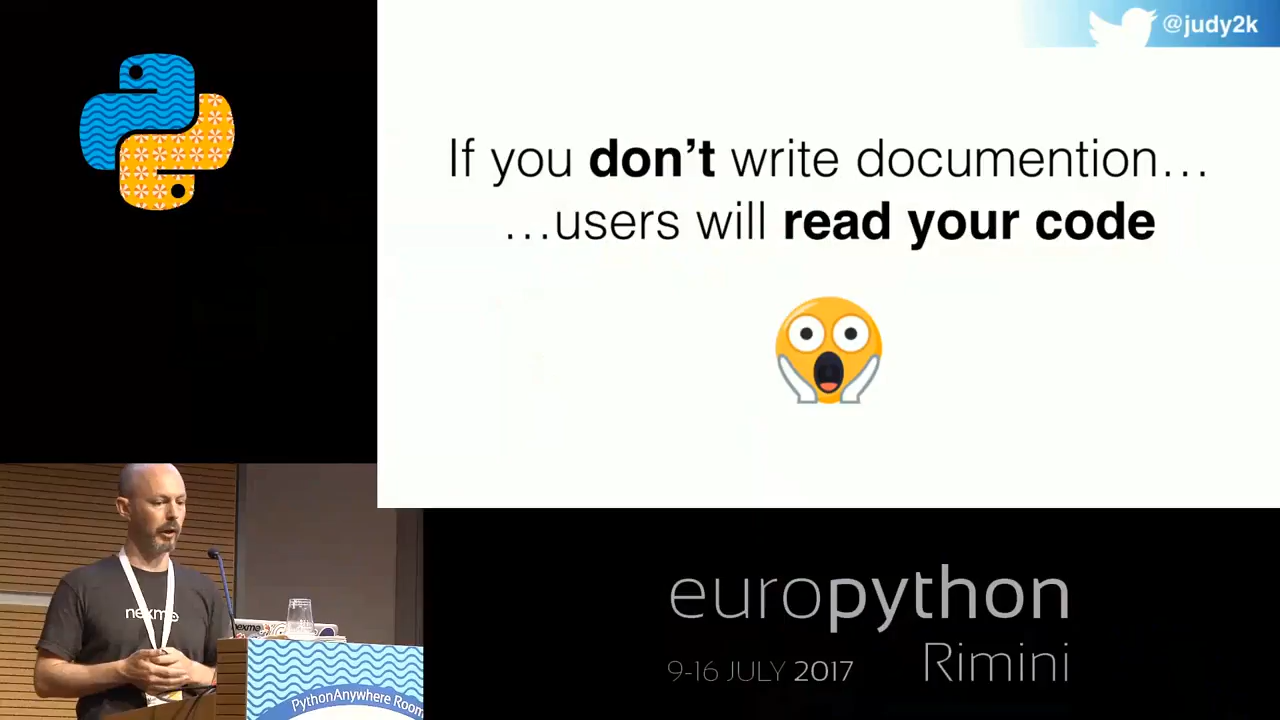 @judy2k
If you don’t write documention…
…users will read your code
nexmo
nexmo
PythonAnywhere Room
europython
Rimini
9-16 JULY 2017